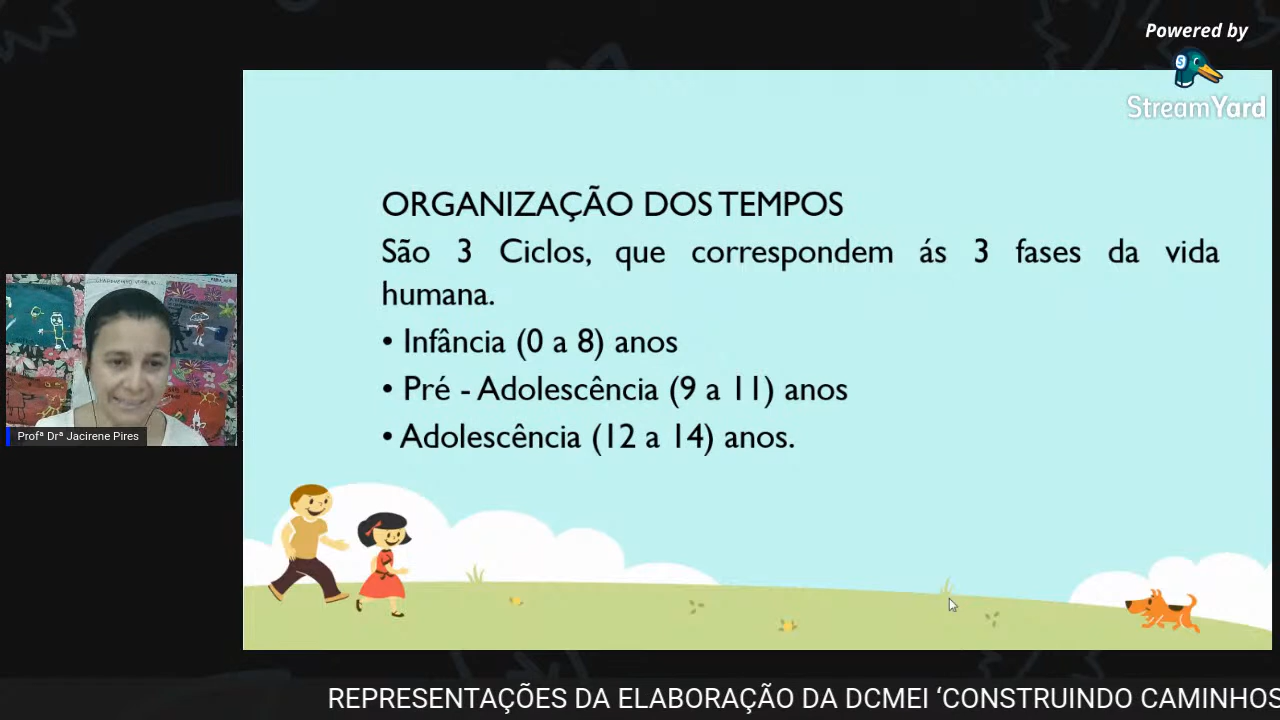 Powered by
StreamYard
ORGANIZAÇÃO DOS TEMPOS
São 3 Ciclos, que correspondem ás 3 fases da vida
humana.
• Infância (0 a 8) anos
• Pré - Adolescência (9 a 11) anos
• Adolescência (12 a 14) anos.
Profª Drª Jacirene Pires
REPRESENTAÇÕES DA ELABORAÇÃO DA DCMEI ‘CONSTRUINDO CAMINHOS